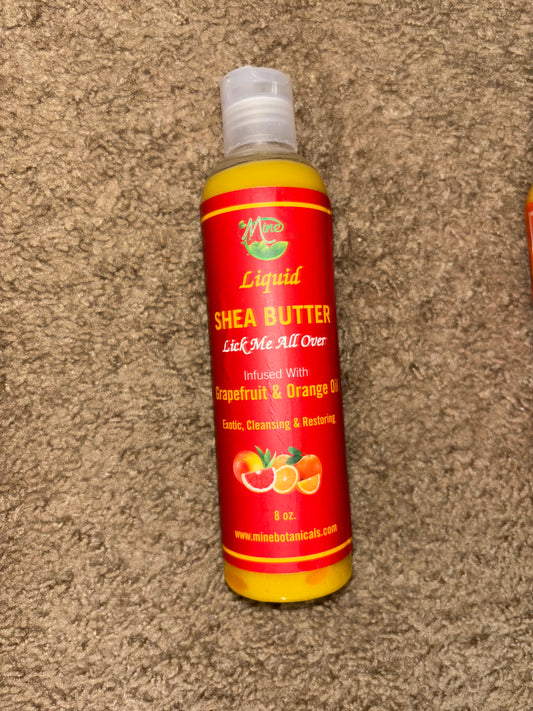 Mine
Liquid
SHEA BUTTER
Lick Me All Over
Infused With
Grapefruit & Orange Oil
Exotic, Cleansing & Restoring
8 oz.
www.minebotanicals.com